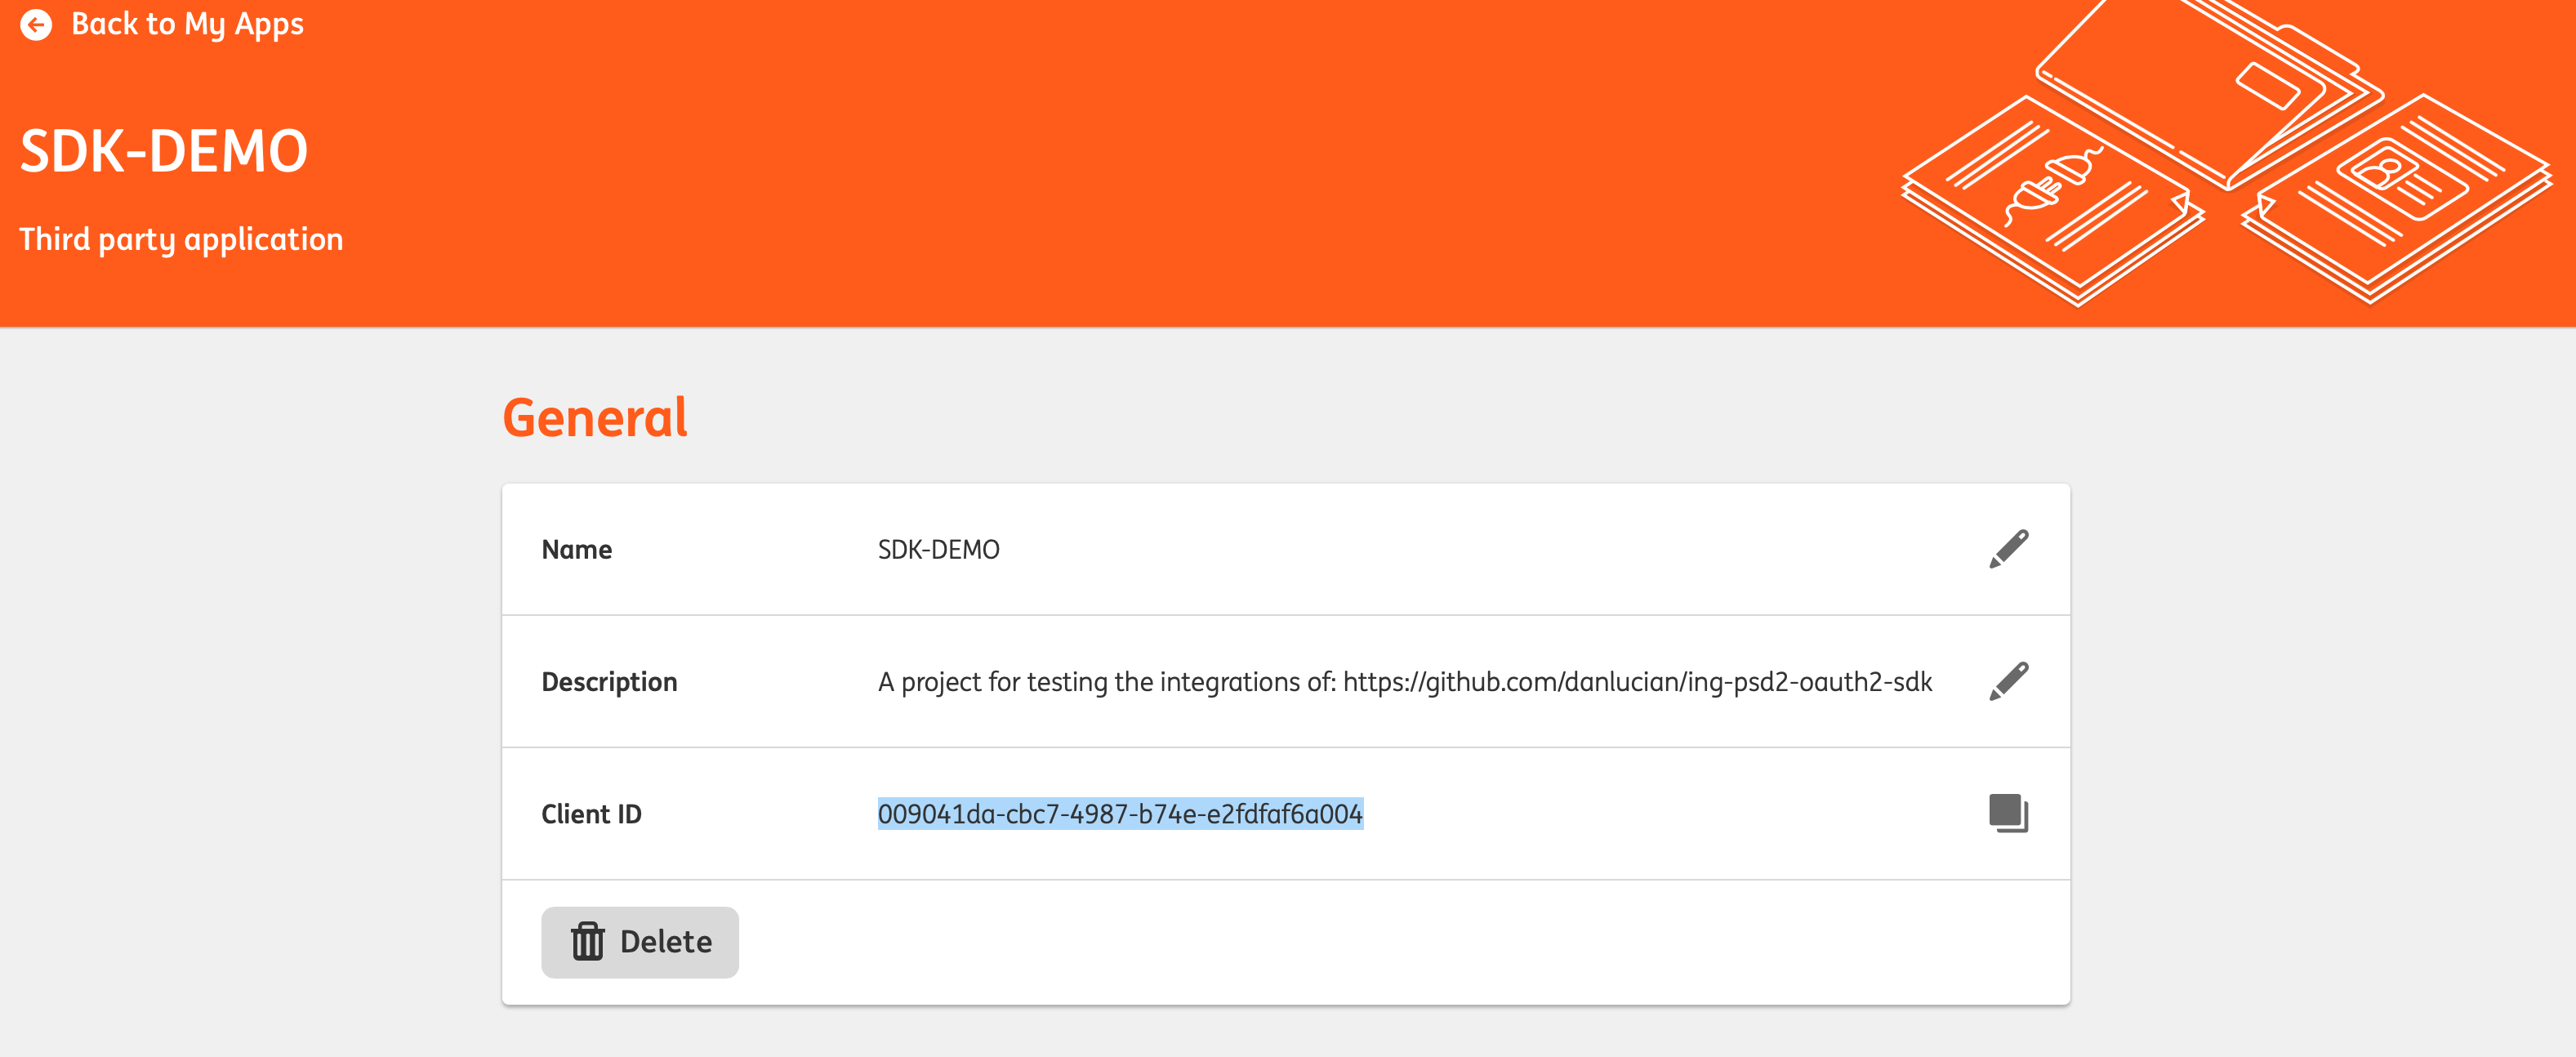 Back to My Apps
SDK-DEMO
Third party application
General
Name SDK-DEMO
Description A project for testing the integrations of: https://github.com/danlucian/ing-psd2-oauth2-sdk
Client ID 009041da-cbc7-4987-b74e-e2fdfaf6a004
Delete